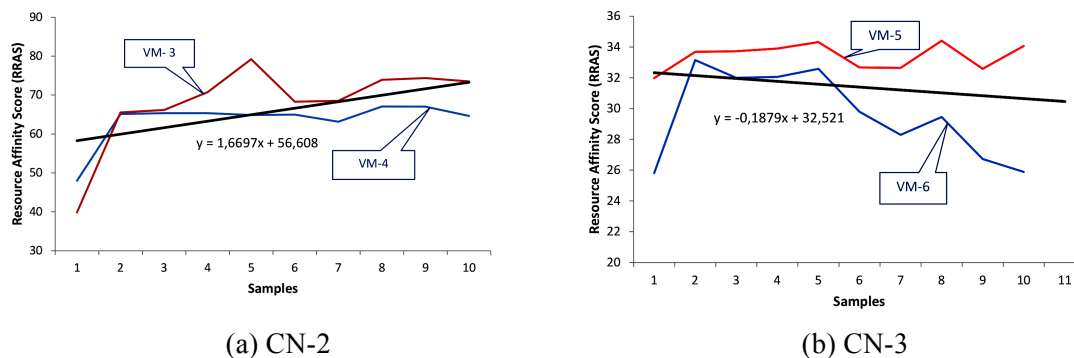 Resource Affinity Score (RRAS)
90
80
70
60
50
40
30
VM- 3
y = 1,6697x + 56,608
VM-4
1 2 3 4 5 6 7 8 9 10
Samples
(a) CN-2
Resource Affinity Score (RRAS)
36
34
32
30
28
26
24
22
20
VM-5
y = -0,1879x + 32,521
VM-6
1 2 3 4 5 6 7 8 9 10 11
Samples
(b) CN-3